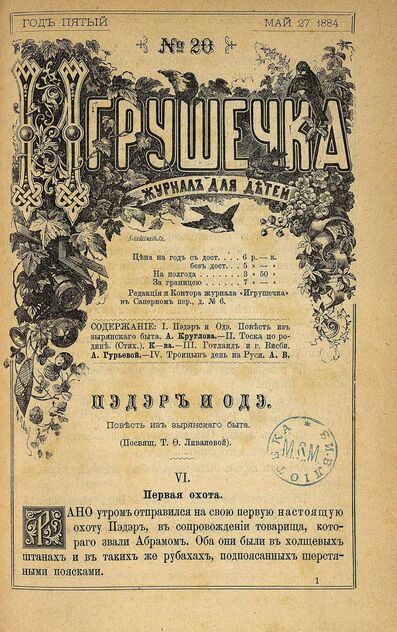 ГОДЪ ПЯТЫЙ
МАЙ 27 1884
№ 20
ИГРУШЕЧКА
ЖУРНАЛЪ ДЛЯ ДѢТЕЙ
Цѣна на годъ съ дост. . . . 6 р. — к.
безъ дост. . . 5 » — »
На полгода . . . . . . 3 » 50 »
За границею . . . . . 7 » — »
Редакція и Контора журнала «Игрушечка»
въ Саперномъ пер., д. № 6.
СОДЕРЖАНІЕ: I. Пэдэръ и Одэ. Повѣсть изъ
зырянскаго быта. А. Круглова.—II. Тоска по ро-
динѣ. (Стих.). К—ва.—III. Готландъ и г. Висби.
А. Гурьевой.—IV. Троицынъ день на Руси. А. В.
ПЭДЭРЪ И ОДЭ.
Повѣсть изъ зырянскаго быта.
(Посвящ. Т. Ѳ. Ливановой).
БИБЛІОТЕКА
M.S.M
VI.
Первая охота.
РАНО утромъ отправился на свою первую настоящую
охоту Пэдэръ, въ сопровожденіи товарища, кото-
раго звали Абрамомъ. Оба они были въ холщевыхъ
штанахъ и въ такихъ же рубахахъ, подпоясанныхъ шерстя-
ными поясками.
1